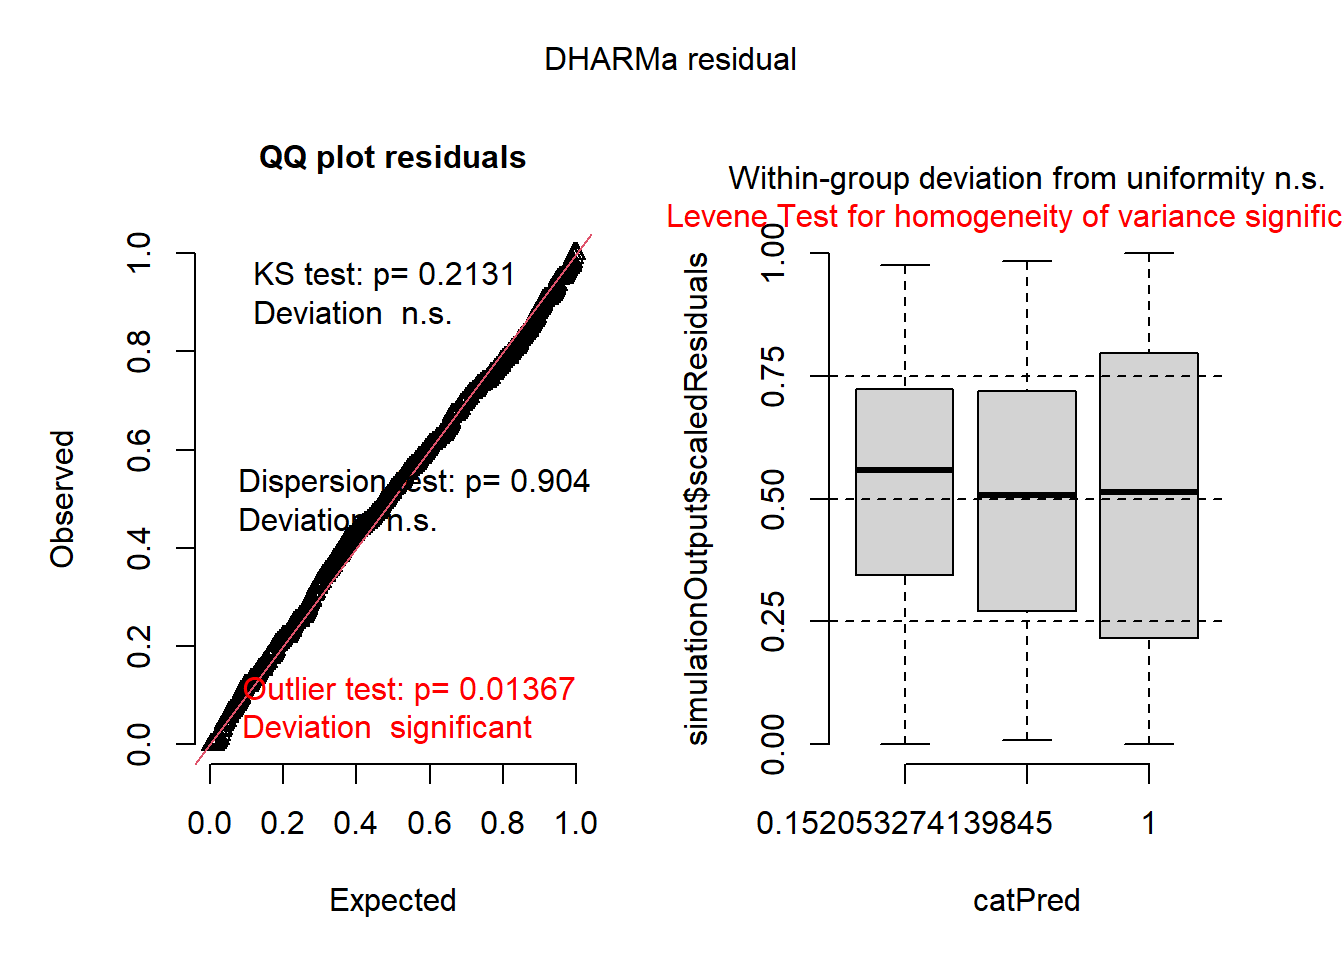 DHARMa residual
QQ plot residuals
KS test: p= 0.2131
Deviation  n.s.
Dispersion test: p= 0.904
Deviation  n.s.
Outlier test: p= 0.01367
Deviation  significant
Observed
0.0 0.2 0.4 0.6 0.8 1.0
0.0 0.2 0.4 0.6 0.8 1.0
Expected
Within-group deviation from uniformity n.s.
Levene Test for homogeneity of variance signific
simulationOutput$scaledResiduals
0.00 0.25 0.50 0.75 1.00
0.152053274139845 1
catPred